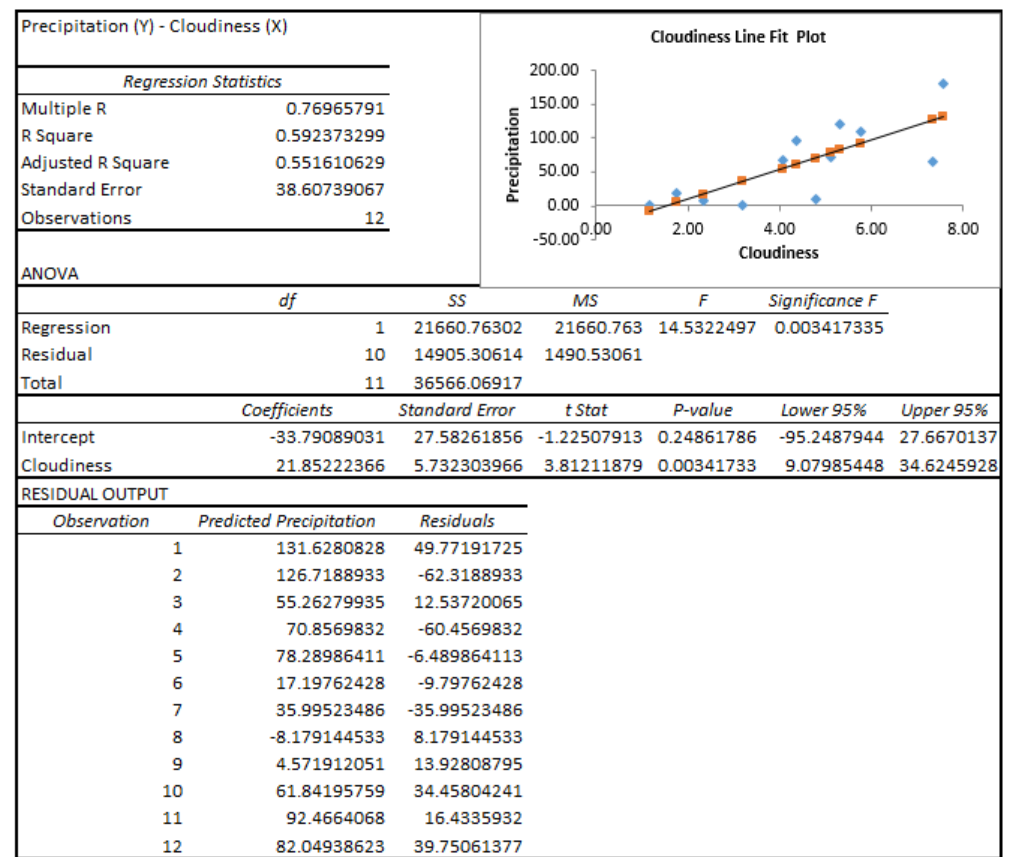 Precipitation (Y) - Cloudiness (X)
Cloudiness Line Fit Plot
200.00
150.00
100.00
50.00
0.00
-50.00
0.00 2.00 4.00 6.00 8.00
Precipitation
Cloudiness
Regression Statistics
Multiple R 0.76965791
R Square 0.592373299
Adjusted R Square 0.551610629
Standard Error 38.60739067
Observations 12
ANOVA
df SS MS F Significance F
Regression 1 21660.76302 21660.763 14.5322497 0.003417335
Residual 10 14905.30614 1490.53061
Total 11 36566.06917
Coefficients Standard Error t Stat P-value Lower 95% Upper 95%
Intercept -33.79089031 27.58261856 -1.22507913 0.24861786 -95.2487944 27.6670137
Cloudiness 21.85222366 5.732303966 3.81211879 0.00341733 9.07985448 34.6245928
RESIDUAL OUTPUT
Observation Predicted Precipitation Residuals
1 131.6280828 49.77191725
2 126.7188933 -62.3188933
3 55.26279935 12.53720065
4 70.8569832 -60.4569832
5 78.28986411 -6.489864113
6 17.19762428 -9.79762428
7 35.99523486 -35.99523486
8 -8.179144533 8.179144533
9 4.571912051 13.92808795
10 61.84195759 34.45804241
11 92.4664068 16.4335932
12 82.04938623 39.75061377